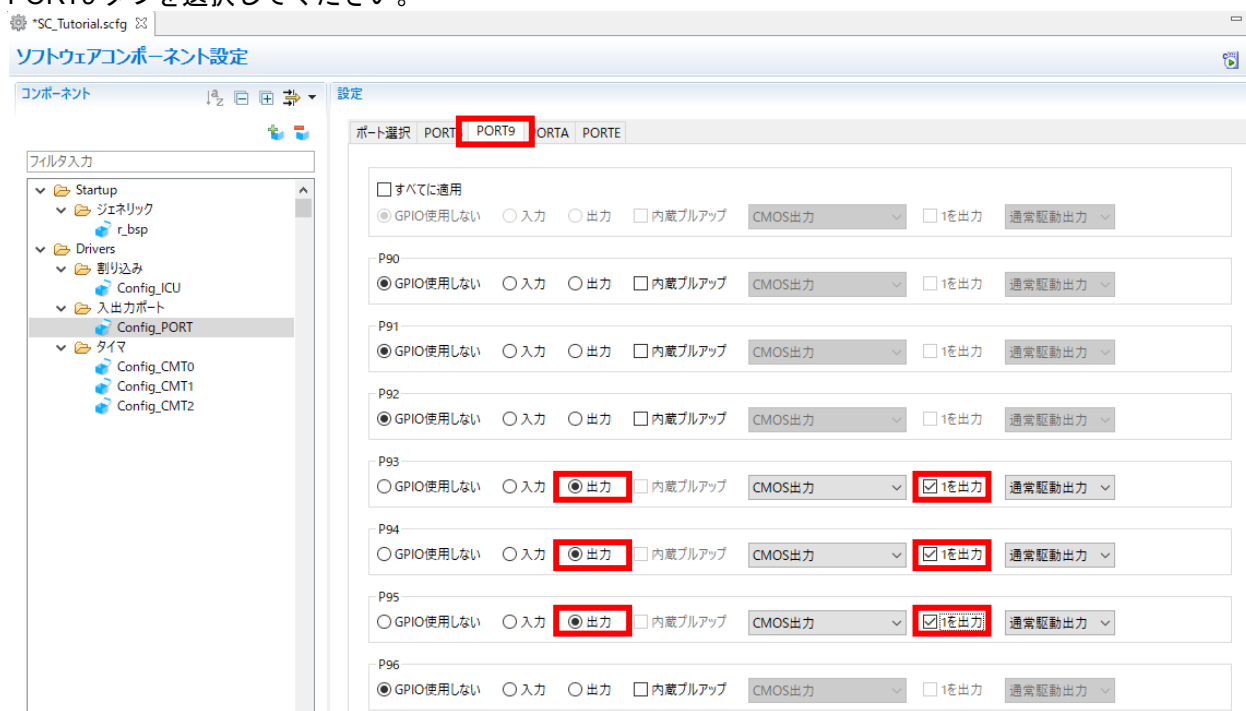 PORT9 タブを選択してください。
*SC_Tutorial.scfg
ソフトウェアコンポーネント設定
コンポーネント
設定
ポート選択 PORT9 PORTA PORTE
フィルタ入力
Startup
ジェネリック
r_bsp
Drivers
割り込み
Config_ICU
入出力ポート
Config_PORT
タイマ
Config_CMT0
Config_CMT1
Config_CMT2
すべてに適用
GPIO使用しない 入力 出力 内蔵プルアップ CMOS出力 1を出力 通常駆動出力
P90
GPIO使用しない 入力 出力 内蔵プルアップ CMOS出力 1を出力 通常駆動出力
P91
GPIO使用しない 入力 出力 内蔵プルアップ CMOS出力 1を出力 通常駆動出力
P92
GPIO使用しない 入力 出力 内蔵プルアップ CMOS出力 1を出力 通常駆動出力
P93
GPIO使用しない 入力 出力 内蔵プルアップ CMOS出力 1を出力 通常駆動出力
P94
GPIO使用しない 入力 出力 内蔵プルアップ CMOS出力 1を出力 通常駆動出力
P95
GPIO使用しない 入力 出力 内蔵プルアップ CMOS出力 1を出力 通常駆動出力
P96
GPIO使用しない 入力 出力 内蔵プルアップ CMOS出力 1を出力 通常駆動出力